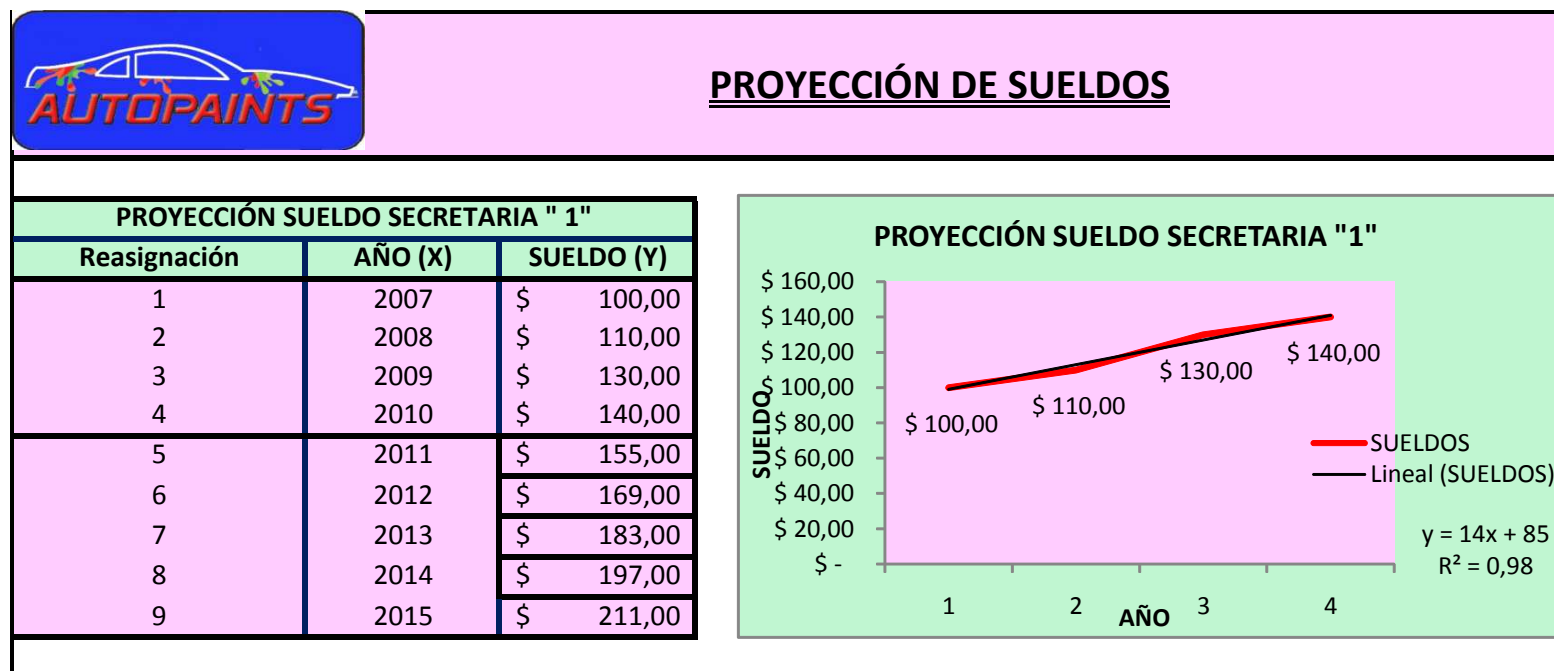 AUTOPAINTS
PROYECCIÓN DE SUELDOS
PROYECCIÓN SUELDO SECRETARIA " 1"
Reasignación AÑO (X) SUELDO (Y)
1 2007 $ 100,00
2 2008 $ 110,00
3 2009 $ 130,00
4 2010 $ 140,00
5 2011 $ 155,00
6 2012 $ 169,00
7 2013 $ 183,00
8 2014 $ 197,00
9 2015 $ 211,00
PROYECCIÓN SUELDO SECRETARIA "1"
$ 160,00
$ 140,00
$ 120,00
$ 100,00
$ 80,00
$ 60,00
$ 40,00
$ 20,00
$ -
SUELDO
$ 100,00
$ 110,00
$ 130,00
$ 140,00
SUELDOS
Lineal (SUELDOS)
y = 14x + 85
R² = 0,98
1 2 3 4
AÑO